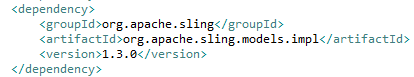 <dependency>
<groupId>org.apache.sling</groupId>
<artifactId>org.apache.sling.models.impl</artifactId>
<version>1.3.0</version>
</dependency>